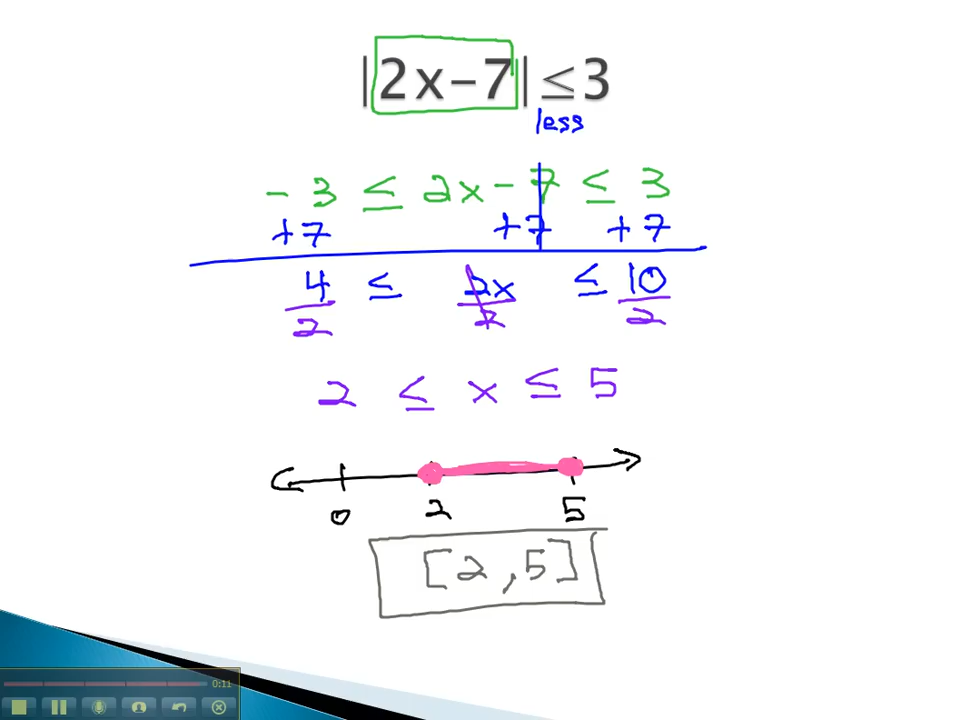 |2x-7| ≤3
less
- 3 ≤ 2x - 7 ≤ 3
+7 +7 +7
4 ≤ 2x ≤ 10
2 2 2
2 ≤ x ≤ 5
0 2 5
[2,5]
0:11